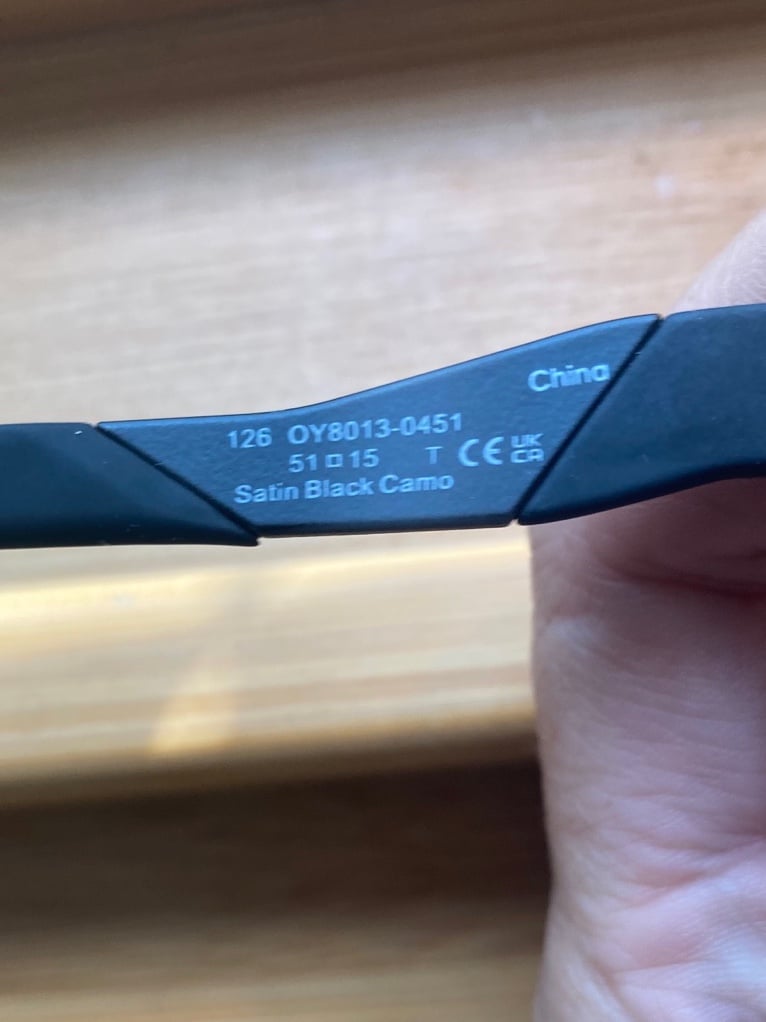 China
126 OY8013-0451
51 □ 15 T CE UK
CA
Satin Black Camo